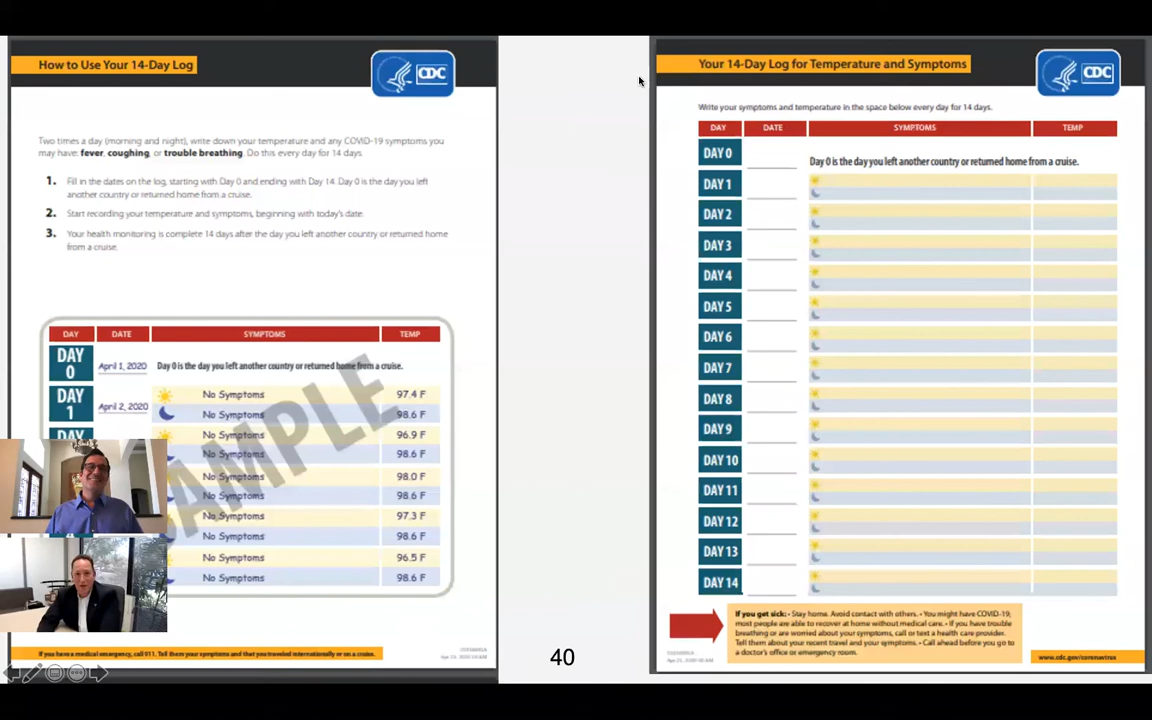 How to Use Your 14-Day Log
CDC
Two times a day (morning and night), write down your temperature and any COVID-19 symptoms you
may have: fever, coughing, or trouble breathing. Do this every day for 14 days.
1. Fill in the dates on the log, starting with Day 0 and ending with Day 14. Day 0 is the day you left
another country or returned home from a cruise.
2. Start recording your temperature and symptoms, beginning with today's date.
3. Your health monitoring is complete 14 days after the day you left another country or returned home
from a cruise.
DAY DATE SYMPTOMS TEMP
DAY 0 April 1, 2020 Day 0 is the day you left another country or returned home from a cruise.
DAY 1 April 2, 2020 No Symptoms 97.4 F
No Symptoms 98.6 F
DAY No Symptoms 96.9 F
No Symptoms 98.6 F
No Symptoms 98.0 F
No Symptoms 98.6 F
No Symptoms 97.3 F
No Symptoms 98.6 F
No Symptoms 96.5 F
No Symptoms 98.6 F
SAMPLE
If you have a medical emergency, call 911. Tell them your symptoms and that you traveled internationally or on a cruise.
40
Your 14-Day Log for Temperature and Symptoms
CDC
Write your symptoms and temperature in the space below every day for 14 days.
DAY DATE SYMPTOMS TEMP
DAY 0 Day 0 is the day you left another country or returned home from a cruise.
DAY 1
DAY 2
DAY 3
DAY 4
DAY 5
DAY 6
DAY 7
DAY 8
DAY 9
DAY 10
DAY 11
DAY 12
DAY 13
DAY 14
If you get sick: • Stay home. Avoid contact with others. • You might have COVID-19;
most people are able to recover at home without medical care. • If you have trouble
breathing or are worried about your symptoms, call or text a health care provider.
Tell them about your recent travel and your symptoms. • Call ahead before you go to
a doctor's office or emergency room.
www.cdc.gov/coronavirus